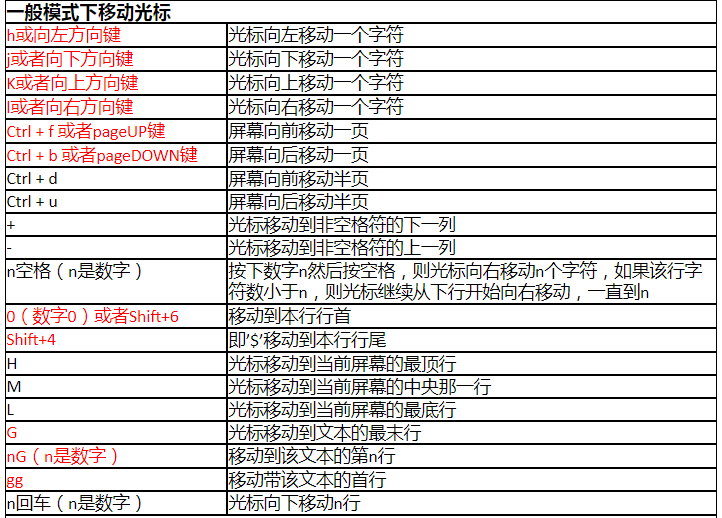 一般模式下移动光标
h或向左方向键 光标向左移动一个字符
j或者向下方向键 光标向下移动一个字符
K或者向上方向键 光标向上移动一个字符
l或者向右方向键 光标向右移动一个字符
Ctrl + f 或者pageUP键 屏幕向前移动一页
Ctrl + b 或者pageDOWN键 屏幕向后移动一页
Ctrl + d 屏幕向前移动半页
Ctrl + u 屏幕向后移动半页
+ 光标移动到非空格符的下一列
- 光标移动到非空格符的上一列
n空格（n是数字） 按下数字n然后按空格，则光标向右移动n个字符，如果该行字
符数小于n，则光标继续从下行开始向右移动，一直到n
0（数字0）或者Shift+6 移动到本行行首
Shift+4 即’$’移动到本行行尾
H 光标移动到当前屏幕的最顶行
M 光标移动到当前屏幕的中央那一行
L 光标移动到当前屏幕的最底行
G 光标移动到文本的最末行
nG（n是数字） 移动到该文本的第n行
gg 移动带该文本的首行
n回车（n是数字） 光标向下移动n行